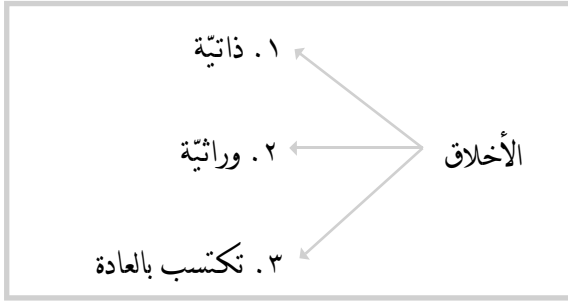 ١. ذاتيّة
الأخلاق
٢. وراثيّة
٣. تكتسب بالعادة